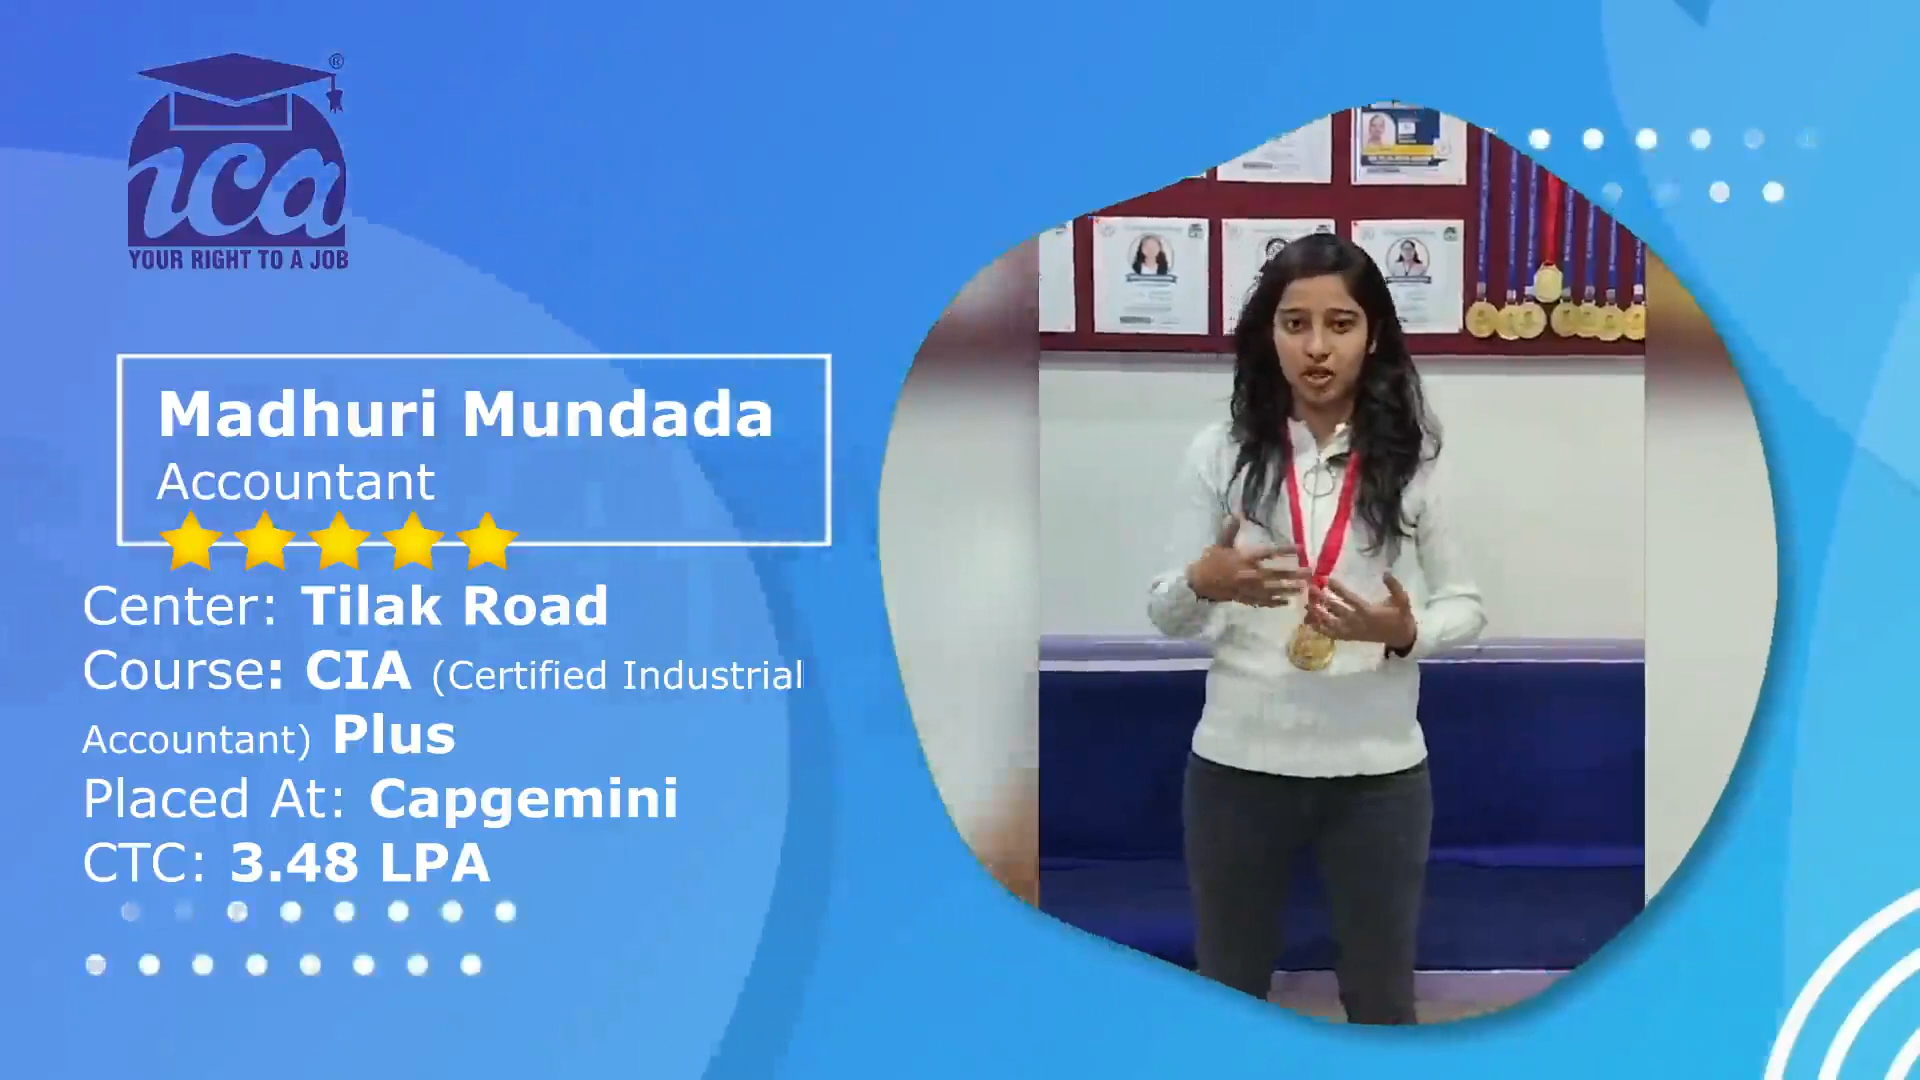 ®
ica
YOUR RIGHT TO A JOB
Madhuri Mundada
Accountant
Center: Tilak Road
Course: CIA (Certified Industrial
Accountant) Plus
Placed At: Capgemini
CTC: 3.48 LPA